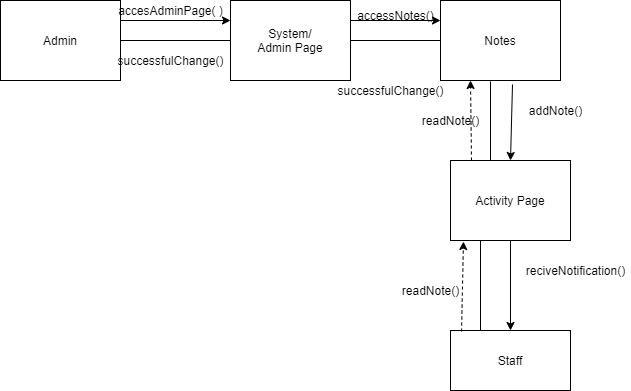 accesAdminPage( )
Admin
successfulChange()
System/
Admin Page
accessNotes()
successfulChange()
Notes
readNote()
addNote()
Activity Page
readNote()
reciveNotification()
Staff